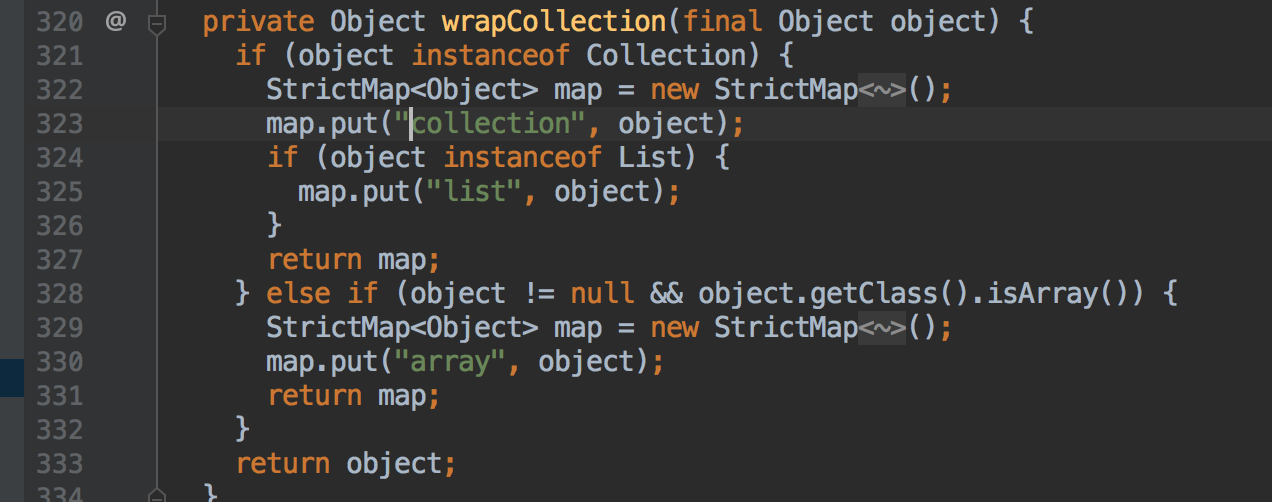 320 @ private Object wrapCollection(final Object object) {
321 if (object instanceof Collection) {
322 StrictMap<Object> map = new StrictMap<~>();
323 map.put("collection", object);
324 if (object instanceof List) {
325 map.put("list", object);
326 }
327 return map;
328 } else if (object != null && object.getClass().isArray()) {
329 StrictMap<Object> map = new StrictMap<~>();
330 map.put("array", object);
331 return map;
332 }
333 return object;
334 }